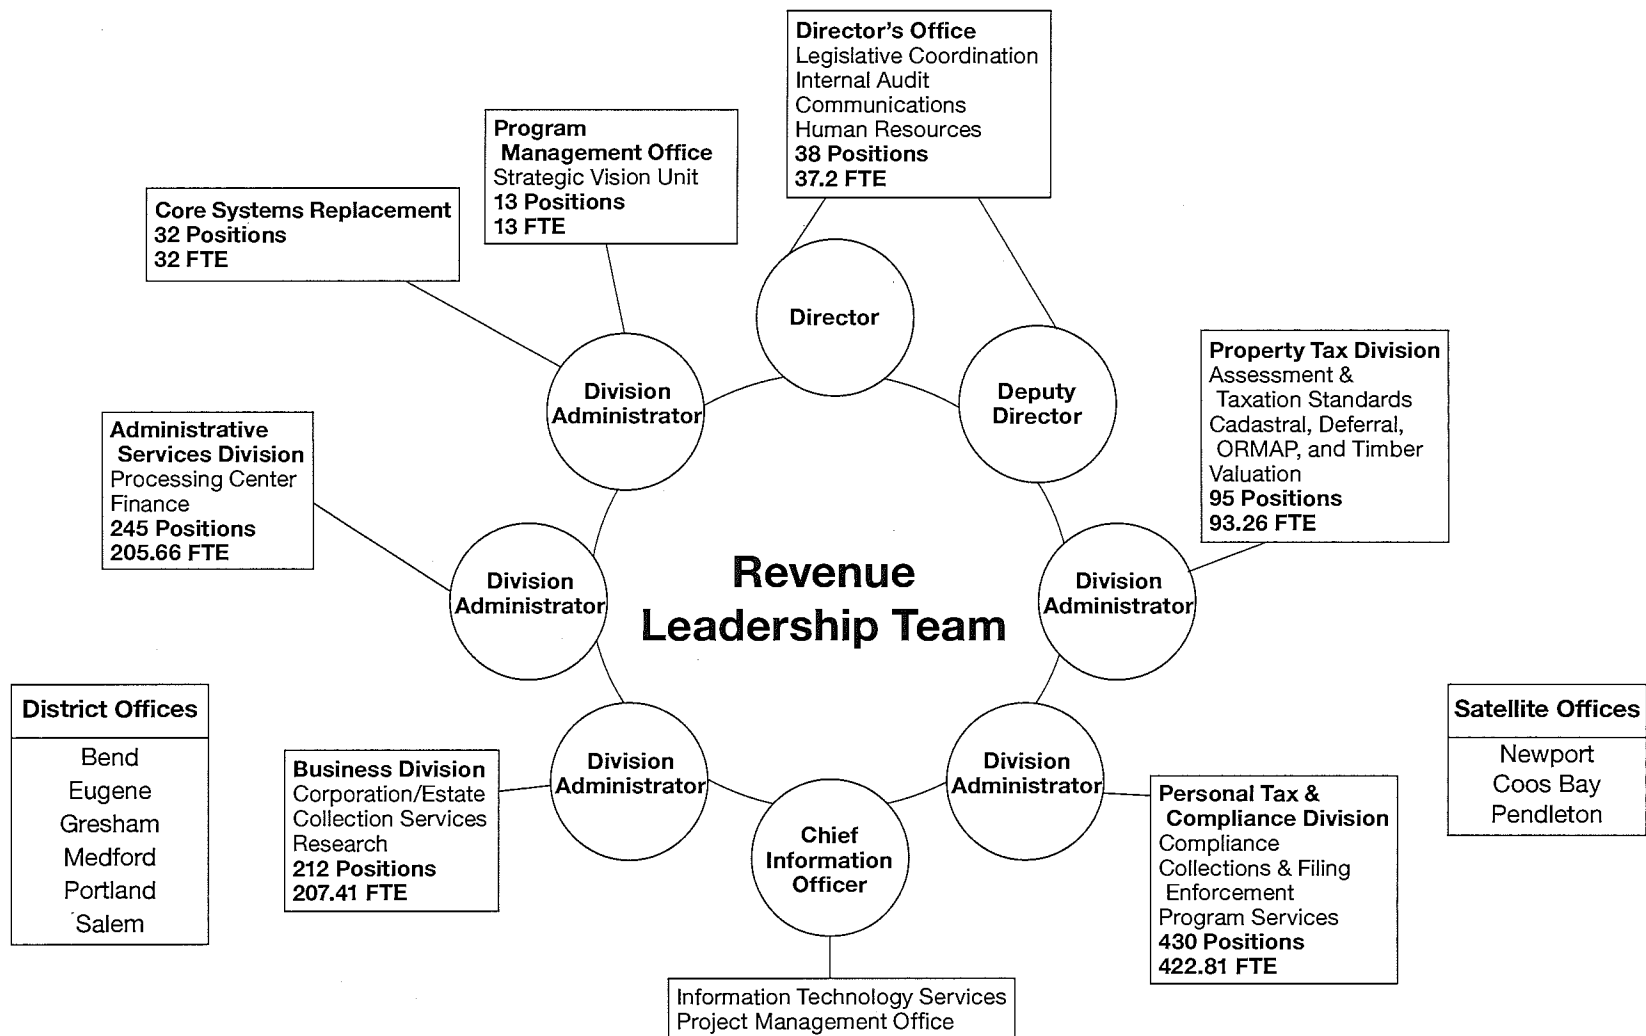 Director's Office
Legislative Coordination
Internal Audit
Communications
Human Resources
38 Positions
37.2 FTE
Program
Management Office
Strategic Vision Unit
13 Positions
13 FTE
Core Systems Replacement
32 Positions
32 FTE
Director
Deputy
Director
Division
Administrator
Property Tax Division
Assessment &
Taxation Standards
Cadastral, Deferral,
ORMAP, and Timber
Valuation
95 Positions
93.26 FTE
Administrative
Services Division
Processing Center
Finance
245 Positions
205.66 FTE
Division
Administrator
Revenue
Leadership Team
Division
Administrator
District Offices
Bend
Eugene
Gresham
Medford
Portland
Salem
Business Division
Corporation/Estate
Collection Services
Research
212 Positions
207.41 FTE
Division
Administrator
Chief
Information
Officer
Division
Administrator
Personal Tax &
Compliance Division
Compliance
Collections & Filing
Enforcement
Program Services
430 Positions
422.81 FTE
Satellite Offices
Newport
Coos Bay
Pendleton
Information Technology Services
Project Management Office